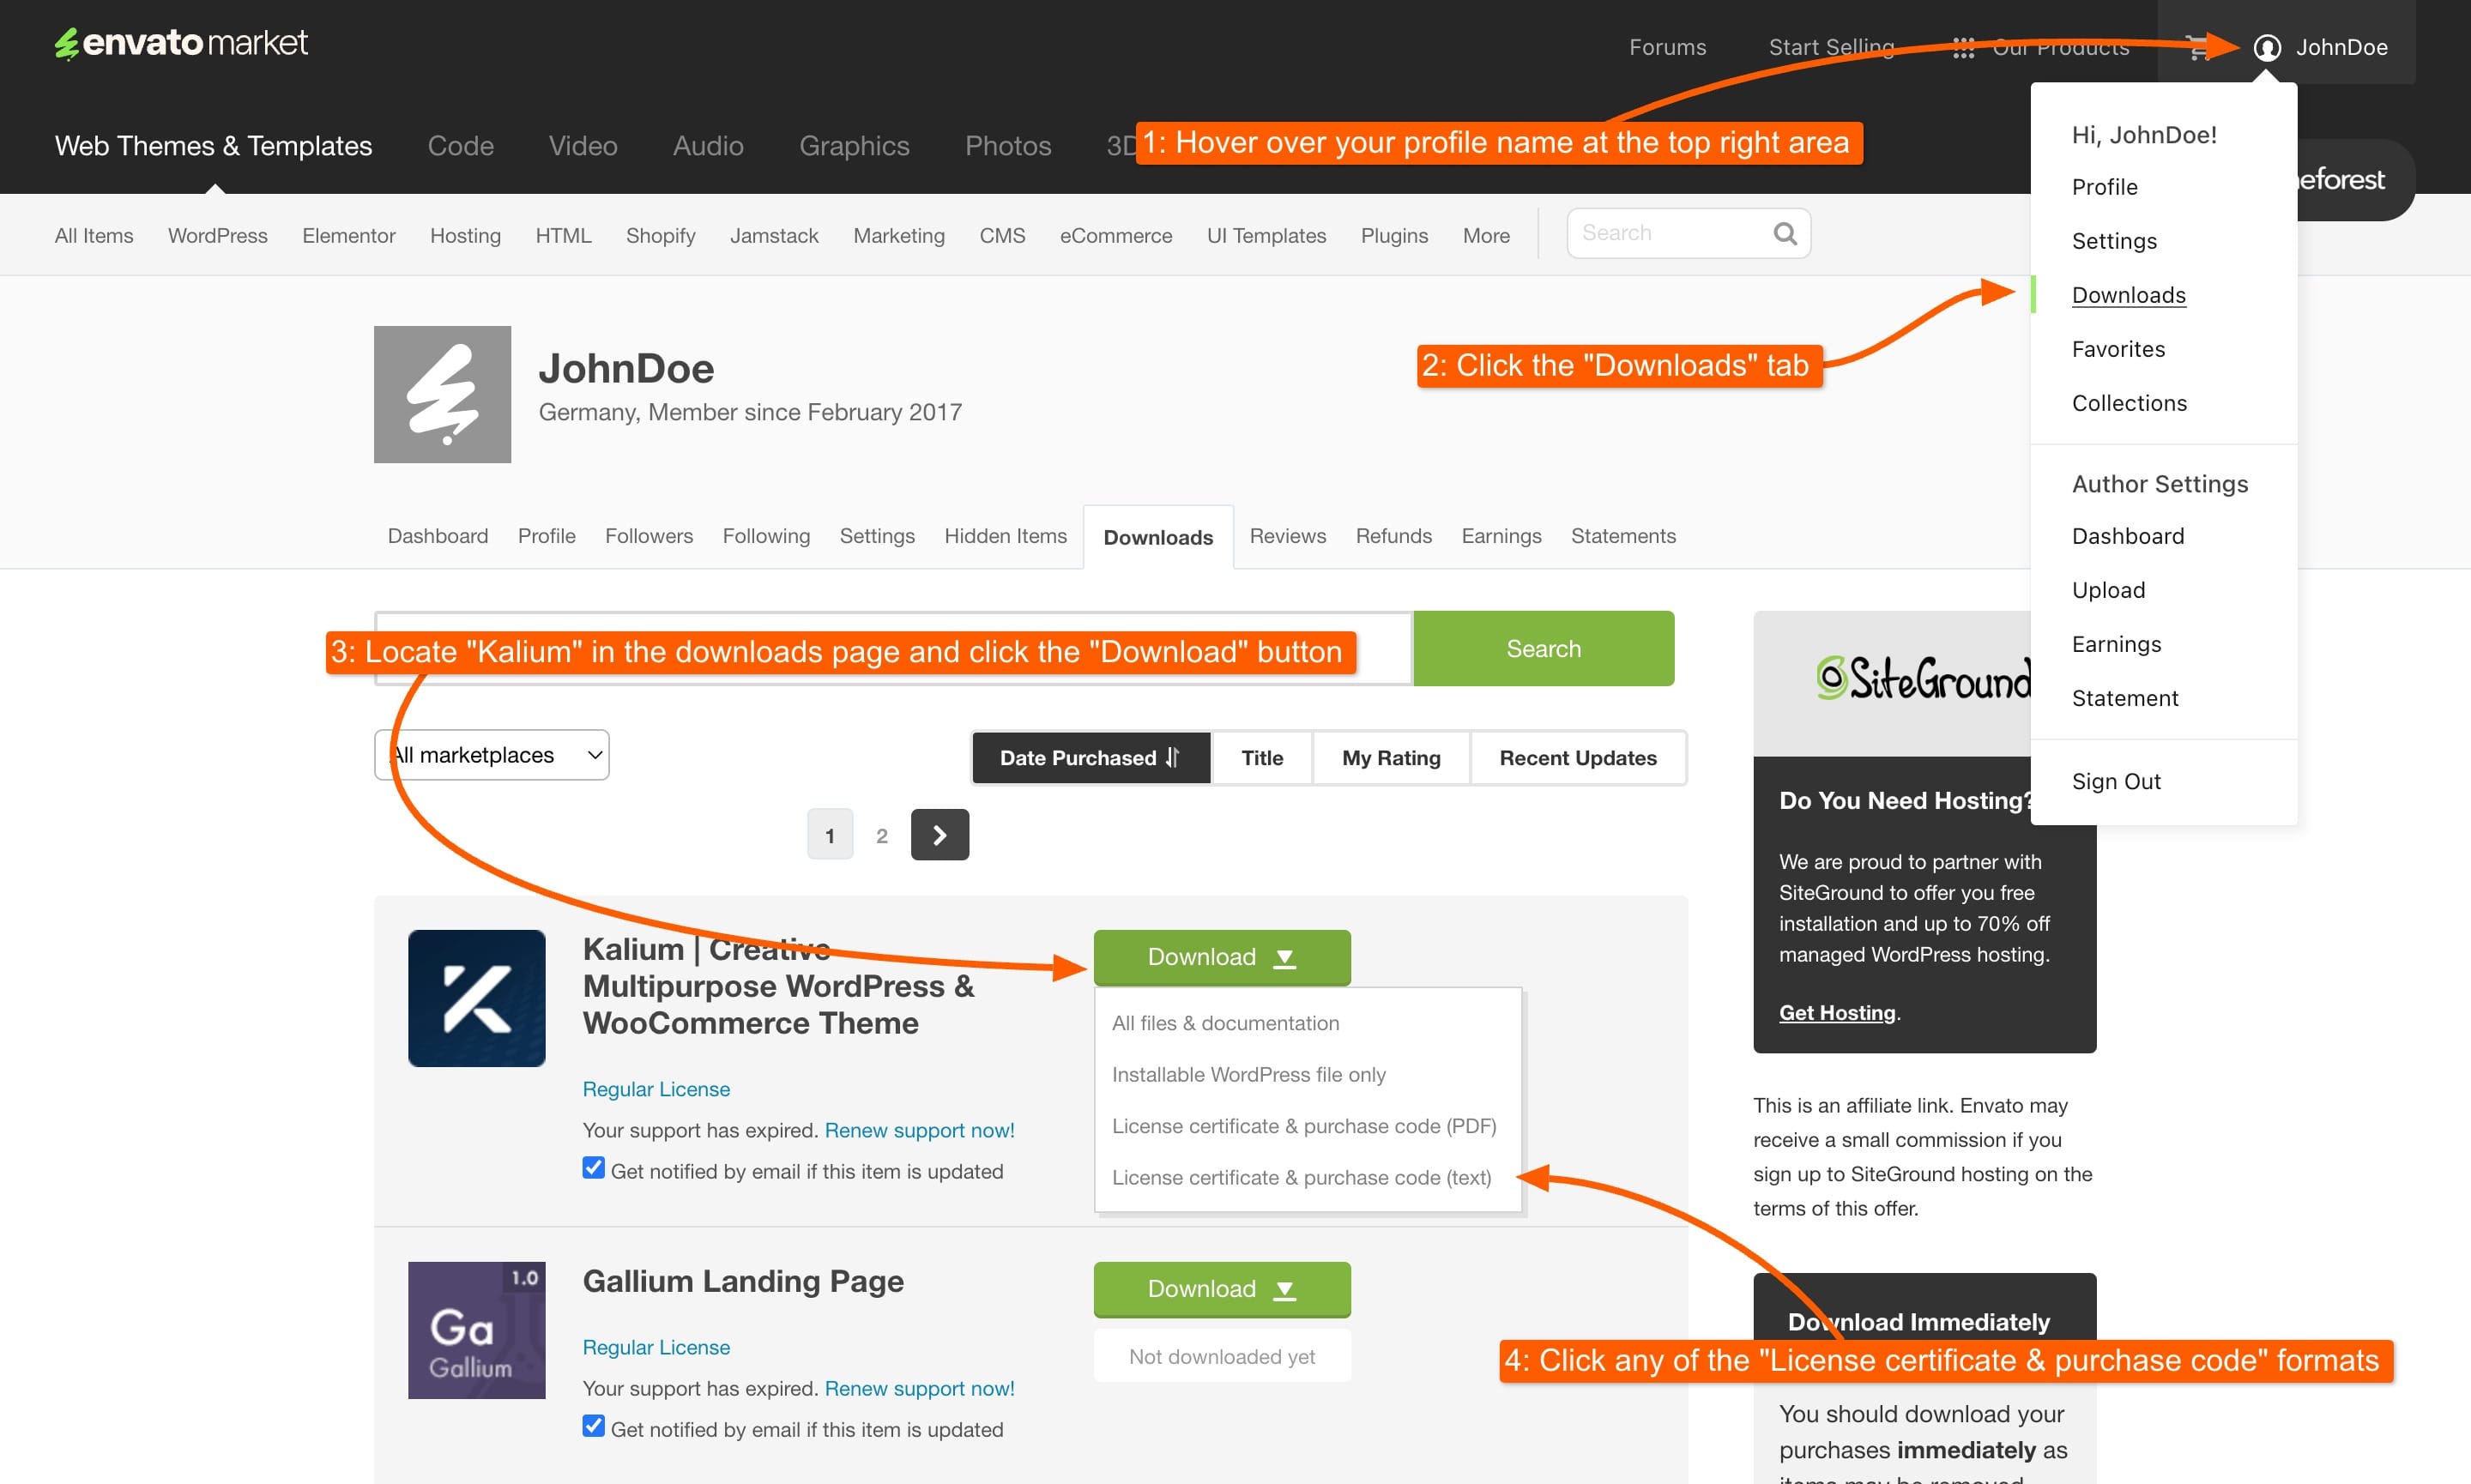 envato market
Forums
Start Selling
Our Products
JohnDoe
Web Themes & Templates
Code
Video
Audio
Graphics
Photos
3D
1: Hover over your profile name at the top right area
Hi, JohnDoe!
Profile
Settings
Downloads
Favorites
Collections
Author Settings
Dashboard
Upload
Earnings
Statement
Sign Out
eforest
All Items
WordPress
Elementor
Hosting
HTML
Shopify
Jamstack
Marketing
CMS
eCommerce
UI Templates
Plugins
More
Search
JohnDoe
Germany, Member since February 2017
2: Click the "Downloads" tab
Dashboard
Profile
Followers
Following
Settings
Hidden Items
Downloads
Reviews
Refunds
Earnings
Statements
3: Locate "Kalium" in the downloads page and click the "Download" button
Search
All marketplaces
Date Purchased
Title
My Rating
Recent Updates
1
2
Kalium | Creative
Multipurpose WordPress &
WooCommerce Theme
Regular License
Your support has expired. Renew support now!
Get notified by email if this item is updated
Download
All files & documentation
Installable WordPress file only
License certificate & purchase code (PDF)
License certificate & purchase code (text)
1.0
Ga
Gallium
Gallium Landing Page
Regular License
Your support has expired. Renew support now!
Get notified by email if this item is updated
Download
Not downloaded yet
SiteGround
Do You Need Hosting?
We are proud to partner with
SiteGround to offer you free
installation and up to 70% off
managed WordPress hosting.
Get Hosting.
This is an affiliate link. Envato may
receive a small commission if you
sign up to SiteGround hosting on the
terms of this offer.
Download Immediately
4: Click any of the "License certificate & purchase code" formats
You should download your
purchases immediately as
items may be removed